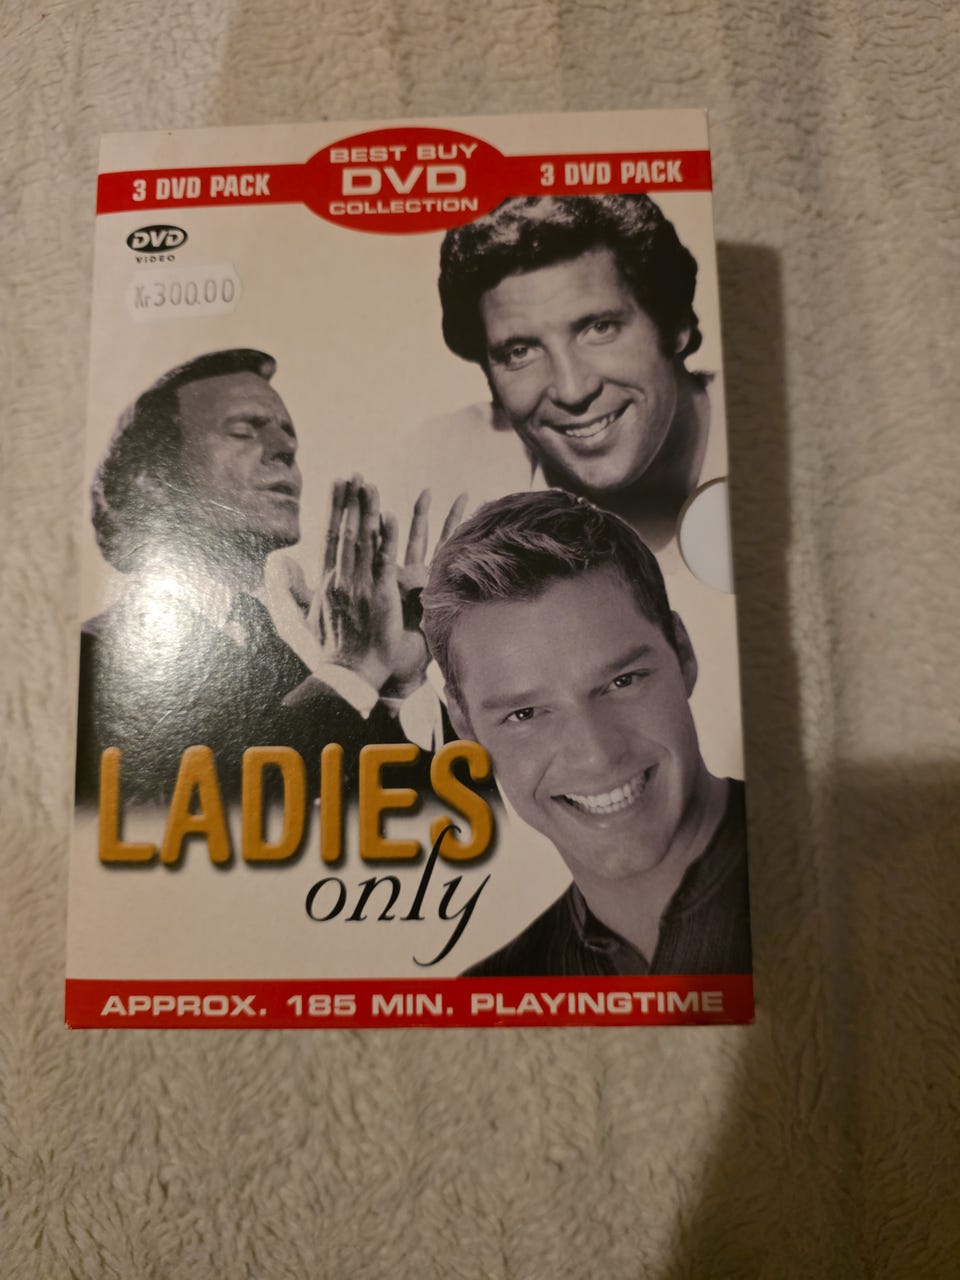 BEST BUY
3 DVD PACK DVD 3 DVD PACK
COLLECTION
DVD
VIDEO
Kr300.00
LADIES
only
APPROX. 185 MIN. PLAYINGTIME